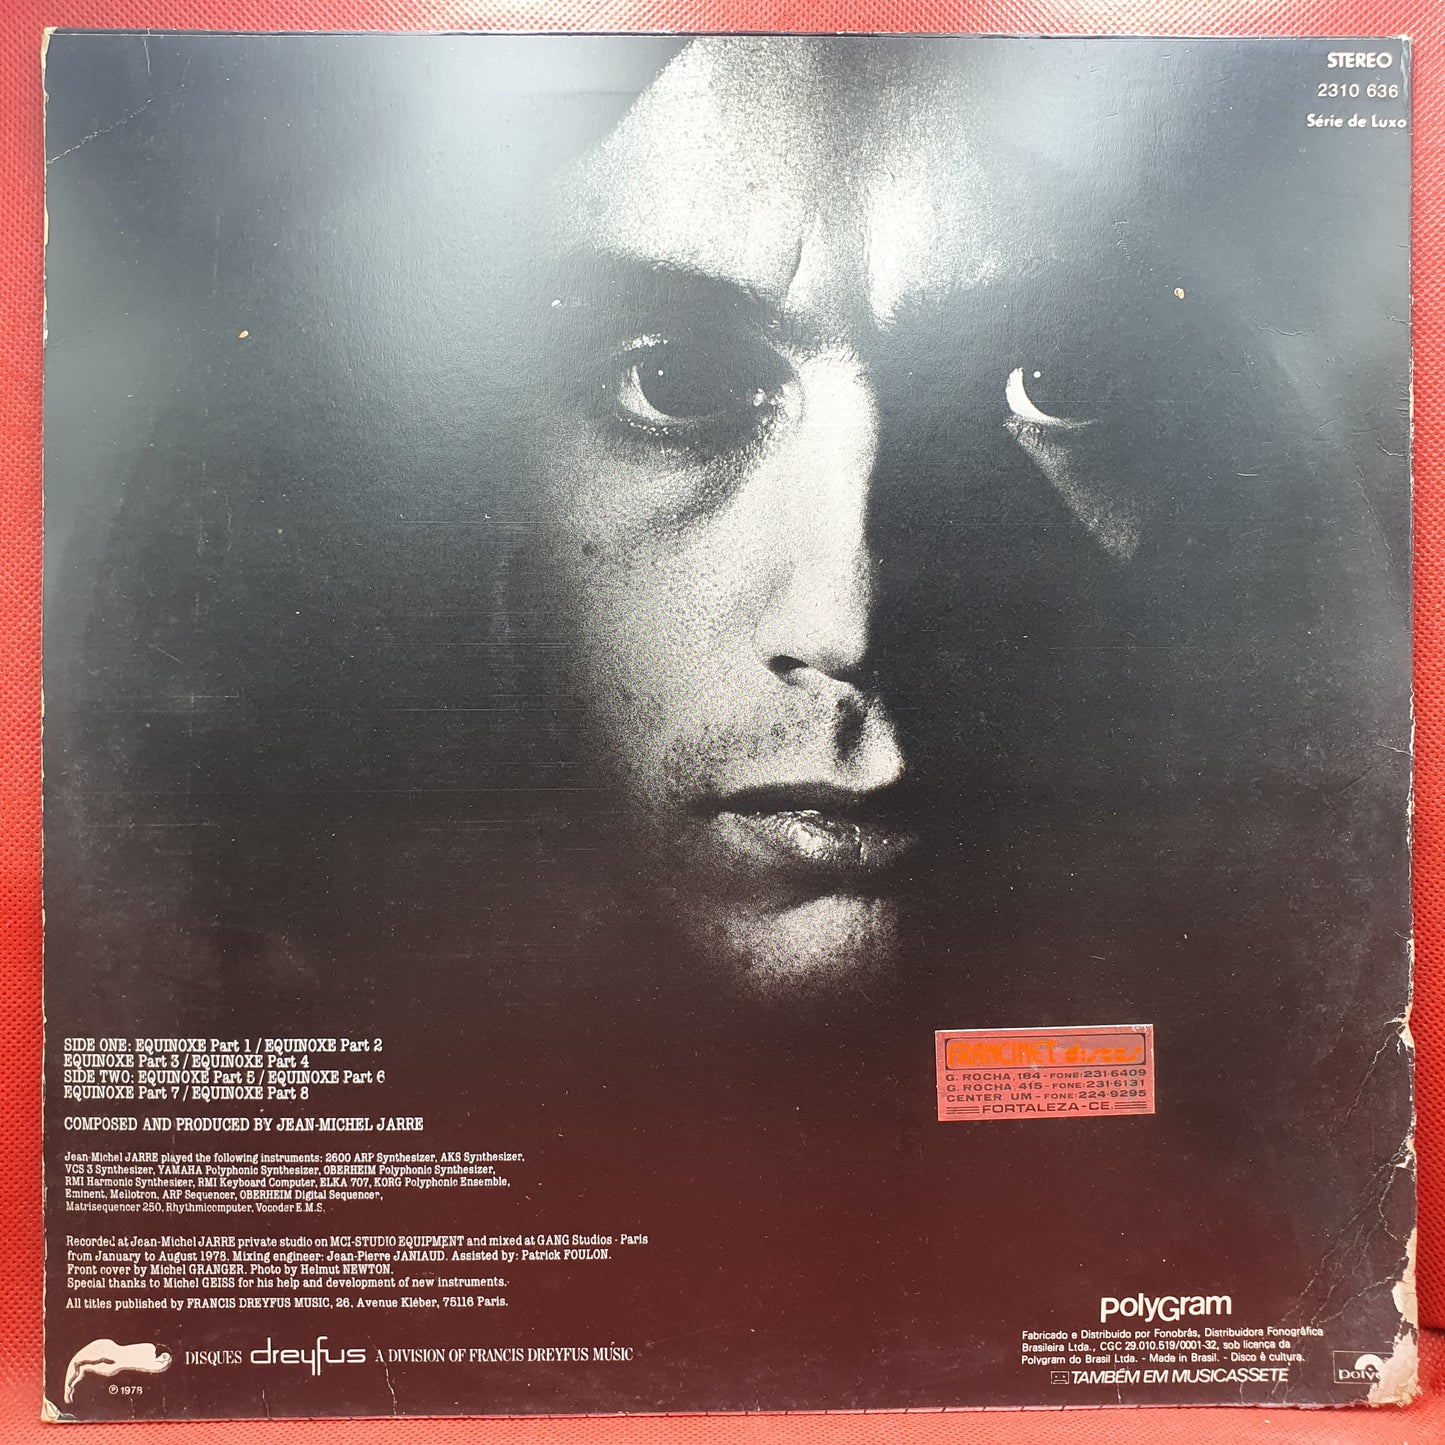 STEREO
2310 636
Série de Luxo
SIDE ONE: EQUINOXE Part 1 / EQUINOXE Part 2
EQUINOXE Part 3 / EQUINOXE Part 4
SIDE TWO: EQUINOXE Part 5 / EQUINOXE Part 6
EQUINOXE Part 7 / EQUINOXE Part 8
COMPOSED AND PRODUCED BY JEAN-MICHEL JARRE
Jean-Michel JARRE played the following instruments: 2600 ARP Synthesizer, AKS Synthesizer,
VCS 3 Synthesizer, YAMAHA Polyphonic Synthesizer, OBERHEIM Polyphonic Synthesizer,
RMI Harmonic Synthesizer, RMI Keyboard Computer, ELKA 707, KORG Polyphonic Ensemble,
Eminent, Mellotron, ARP Sequencer, OBERHEIM Digital Sequencer,
Matrisequencer 250, Rhythmicomputer, Vocoder E.M.S.
Recorded at Jean-Michel JARRE private studio on MCI-STUDIO EQUIPMENT and mixed at GANG Studios - Paris
from January to August 1978. Mixing engineer: Jean-Pierre JANIAUD. Assisted by: Patrick FOULON.
Front cover by Michel GRANGER. Photo by Helmut NEWTON.
Special thanks to Michel GEISS for his help and development of new instruments.
All titles published by FRANCIS DREYFUS MUSIC, 26, Avenue Kléber, 75116 Paris.
DISQUES dreyfus A DIVISION OF FRANCIS DREYFUS MUSIC
℗ 1978
FRANCINET discos
G. ROCHA, 184 - FONE: 231-6409
G. ROCHA, 415 - FONE: 231-6131
CENTER UM - FONE: 224-9295
FORTALEZA-CE.
PolyGram
Fabricado e Distribuido por Fonobrás, Distribuidora Fonográfica
Brasileira Ltda., CGC 29.010.519/0001-32, sob licença da
Polygram do Brasil Ltda. - Made in Brasil. - Disco é cultura.
TAMBÉM EM MUSICASSETE